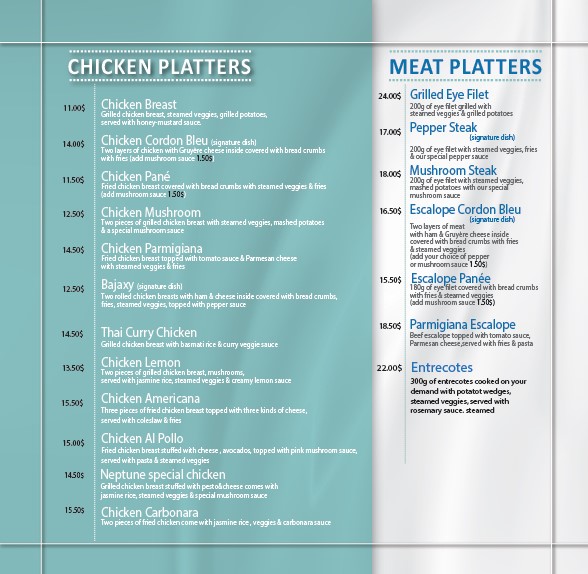 CHICKEN PLATTERS
11.00$ Chicken Breast
Grilled chicken breast, steamed veggies, grilled potatoes,
served with honey-mustard sauce.
14.00$ Chicken Cordon Bleu (signature dish)
Two layers of chicken with Gruyère cheese inside covered with bread crumbs
with fries (add mushroom sauce 1.50$)
11.50$ Chicken Pané
Fried chicken breast covered with bread crumbs with steamed veggies & fries
(add mushroom sauce 1.50$)
12.50$ Chicken Mushroom
Two pieces of grilled chicken breast with steamed veggies, mashed potatoes
& a special mushroom sauce
14.50$ Chicken Parmigiana
Fried chicken breast topped with tomato sauce & Parmesan cheese
with steamed veggies & fries
12.50$ Bajaxy (signature dish)
Two rolled chicken breasts with ham & cheese inside covered with bread crumbs,
fries, steamed veggies, topped with pepper sauce
14.50$ Thai Curry Chicken
Grilled chicken breast with basmati rice & curry veggie sauce
13.50$ Chicken Lemon
Two pieces of grilled chicken breast, mushrooms,
served with jasmine rice, steamed veggies & creamy lemon sauce
15.50$ Chicken Americana
Three pieces of fried chicken breast topped with three kinds of cheese,
served with coleslaw & fries
15.00$ Chicken Al Pollo
Fried chicken breast stuffed with cheese , avocados, topped with pink mushroom sauce,
served with pasta & steamed veggies
14.50$ Neptune special chicken
Grilled chicken breast stuffed with pesto&cheese comes with
jasmine rice, steamed veggies & special mushroom sauce
15.50$ Chicken Carbonara
Two pieces of fried chicken come with jasmine rice , veggies & carbonara sauce
MEAT PLATTERS
24.00$ Grilled Eye Filet
200g of eye filet grilled with
steamed veggies & grilled potatoes
17.00$ Pepper Steak
(signature dish)
200g of eye filet with steamed veggies, fries
& our special pepper sauce
18.00$ Mushroom Steak
200g of eye filet with steamed veggies,
mashed potatoes with our special
mushroom sauce
16.50$ Escalope Cordon Bleu
(signature dish)
Two layers of meat
with ham & Gruyère cheese inside
covered with bread crumbs with fries
& steamed veggies
(add your choice of pepper
or mushroom sauce 1.50$)
15.50$ Escalope Panée
180g of eye filet covered with bread crumbs
with fries & steamed veggies
(add mushroom sauce 1.50$)
18.50$ Parmigiana Escalope
Beef escalope topped with tomato sauce,
Parmesan cheese,served with fries & pasta
22.00$ Entrecotes
300g of entrecotes cooked on your
demand with potatot wedges,
steamed veggies, served with
rosemary sauce. steamed